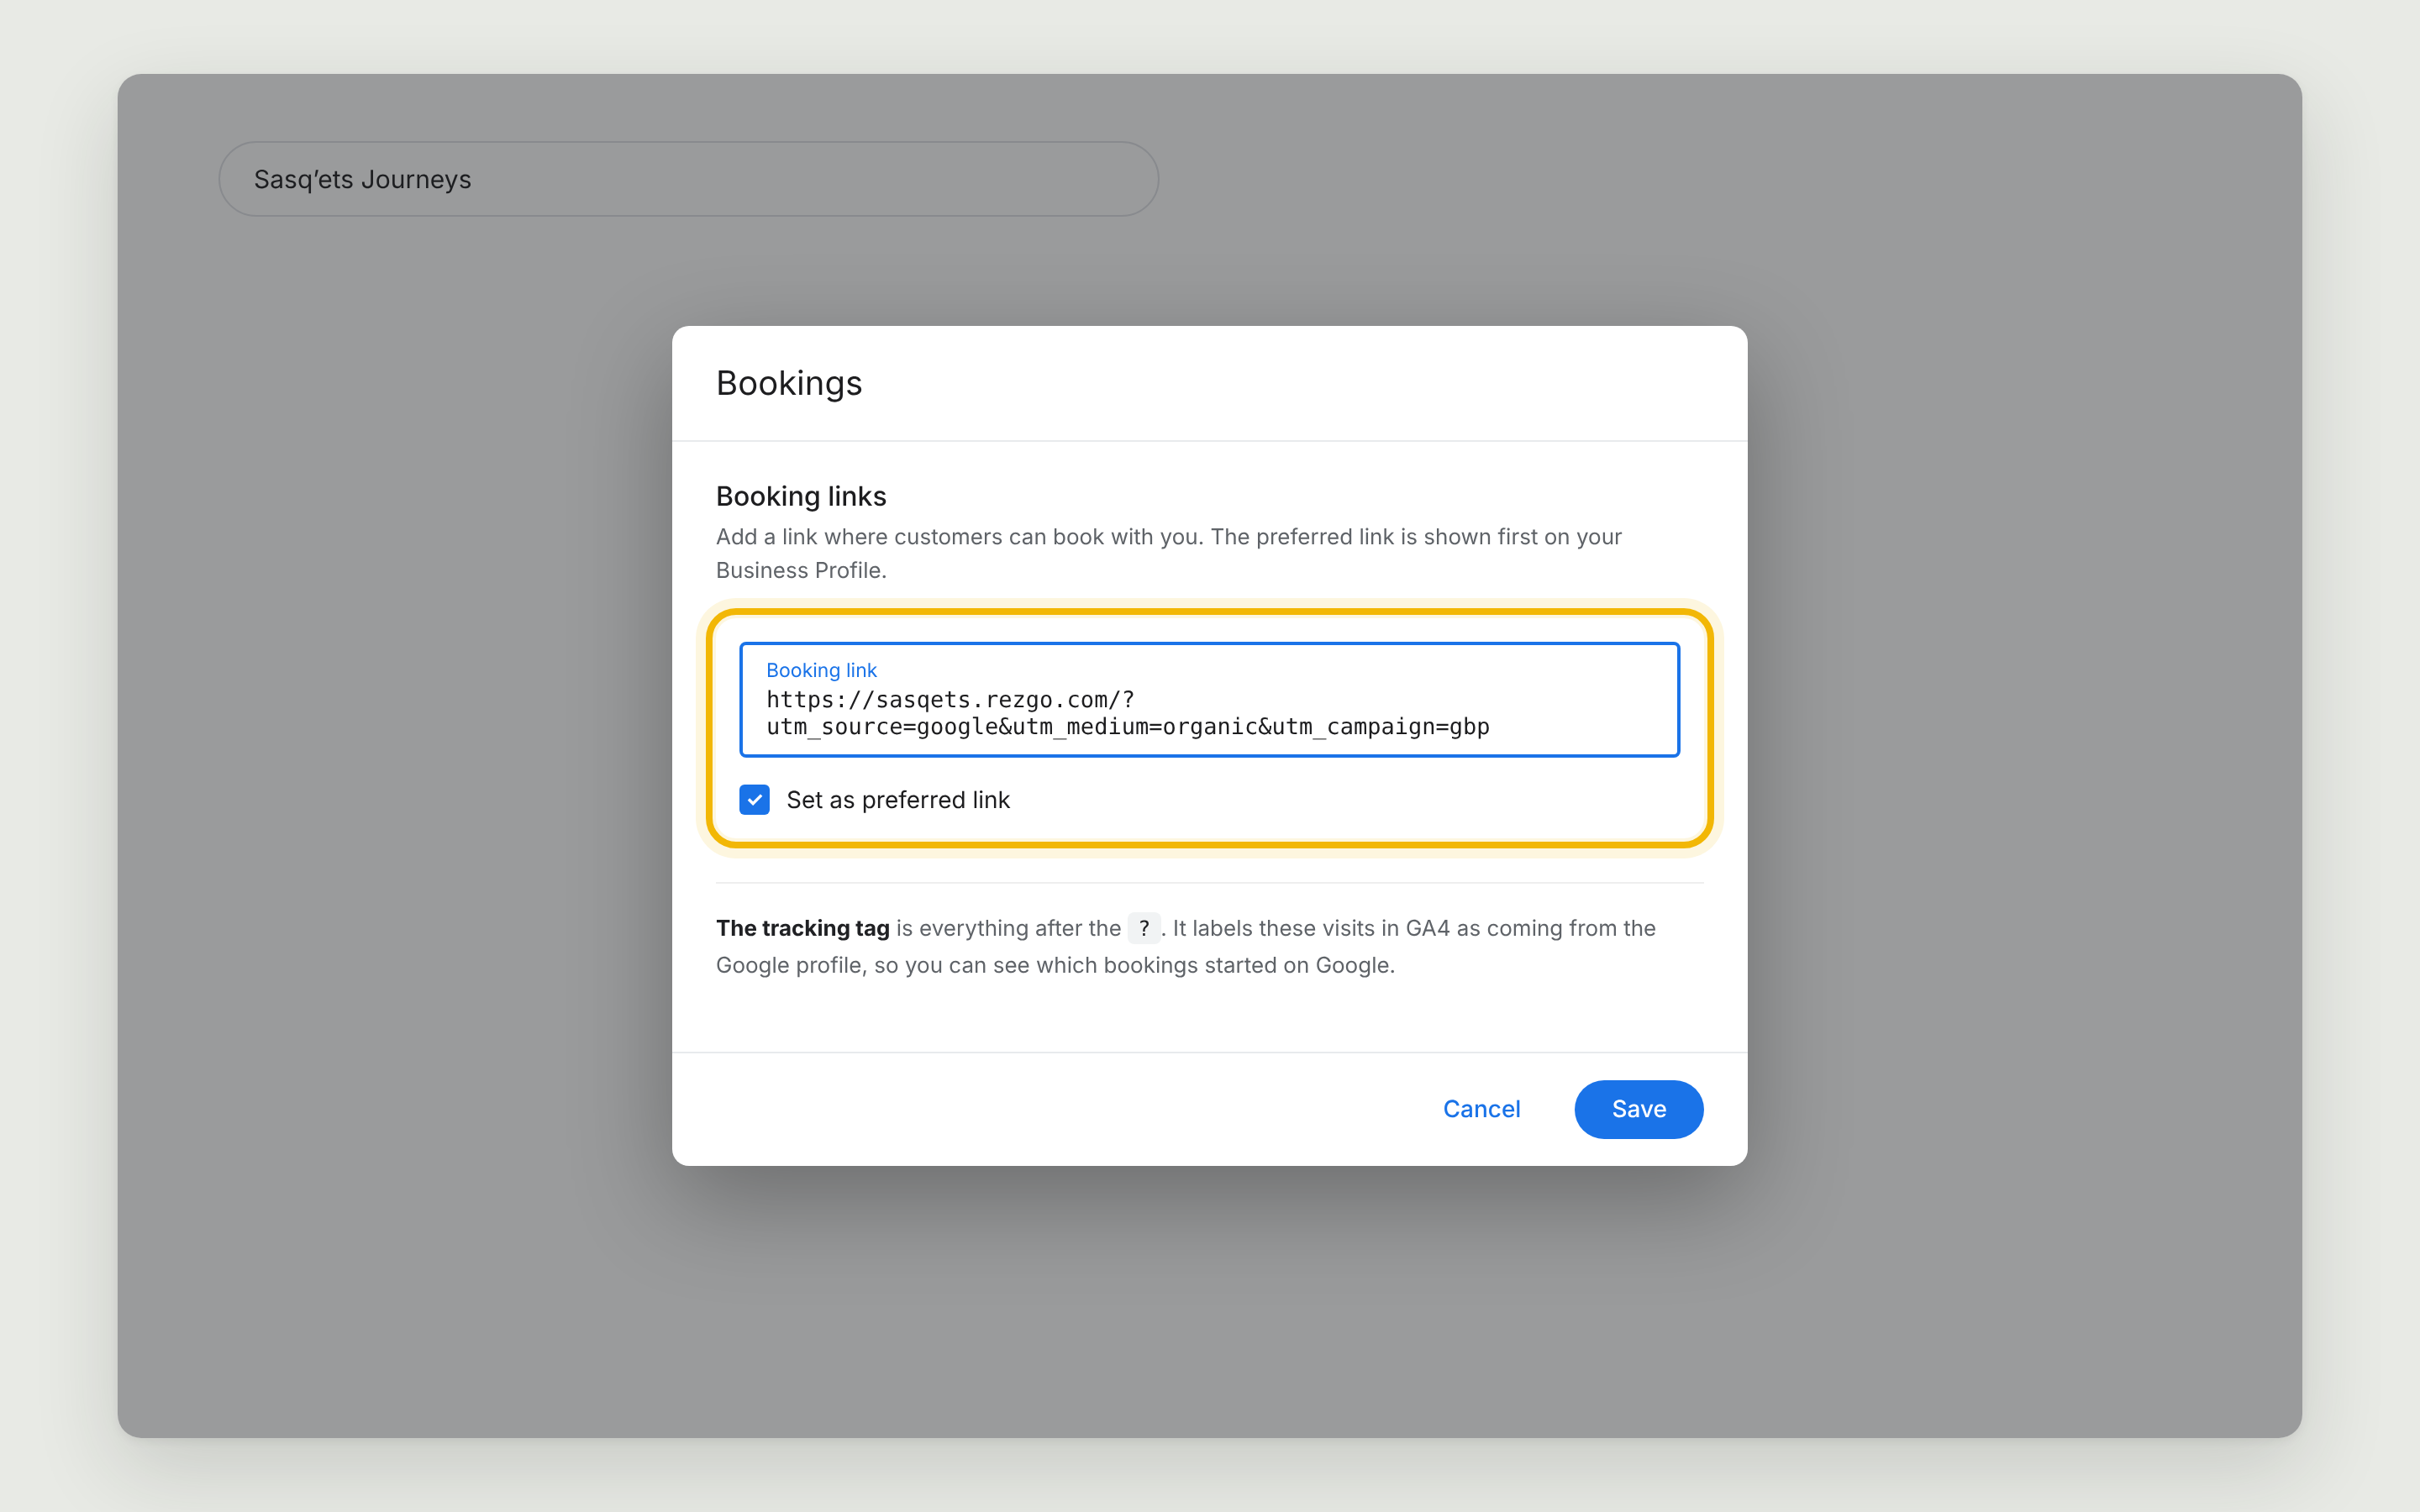 Sasq’ets Journeys
Bookings
Booking links
Add a link where customers can book with you. The preferred link is shown first on your
Business Profile.
Booking link
https://sasqets.rezgo.com/?
utm_source=google&utm_medium=organic&utm_campaign=gbp
Set as preferred link
The tracking tag is everything after the ?. It labels these visits in GA4 as coming from the
Google profile, so you can see which bookings started on Google.
Cancel
Save